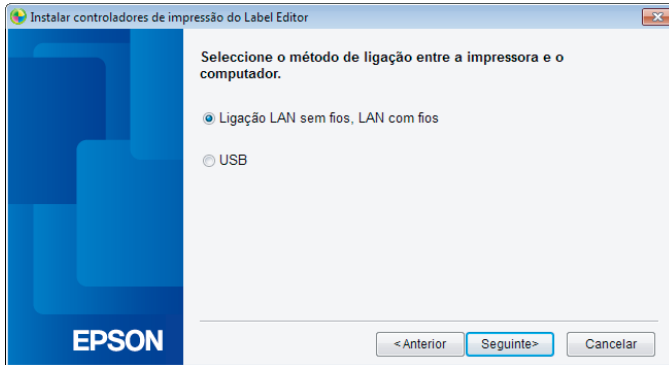 Instalar controladores de impressão do Label Editor
Seleccione o método de ligação entre a impressora e o
computador.
Ligação LAN sem fios, LAN com fios
USB
EPSON
<Anterior Seguinte> Cancelar